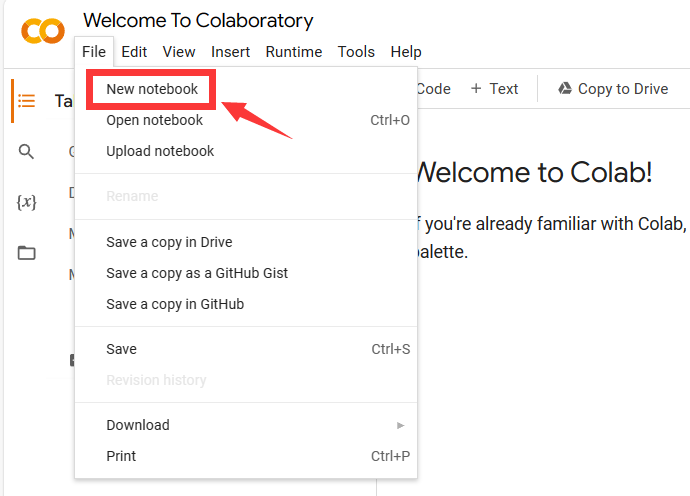 Welcome To Colaboratory
File Edit View Insert Runtime Tools Help
Code + Text Copy to Drive
New notebook
Open notebook Ctrl+O
Upload notebook
Rename
Save a copy in Drive
Save a copy as a GitHub Gist
Save a copy in GitHub
Save Ctrl+S
Revision history
Download
Print Ctrl+P
Ta
{x}
Welcome to Colab!
f you're already familiar with Colab,
alette.